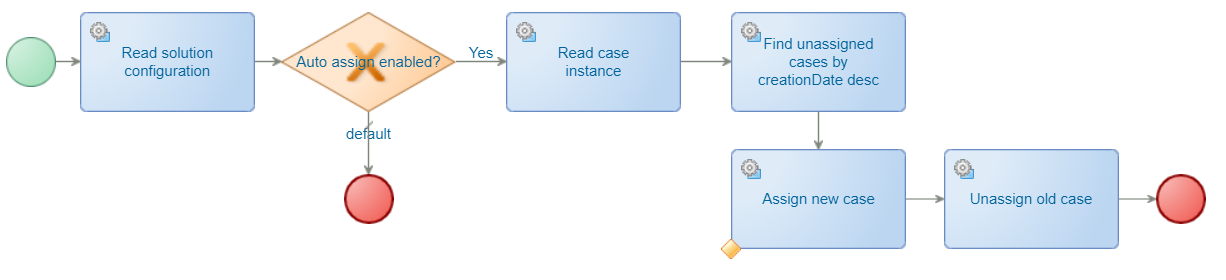 Read solution
configuration
Auto assign enabled?
Yes
Read case
instance
Find unassigned
cases by
creationDate desc
default
Assign new case
Unassign old case